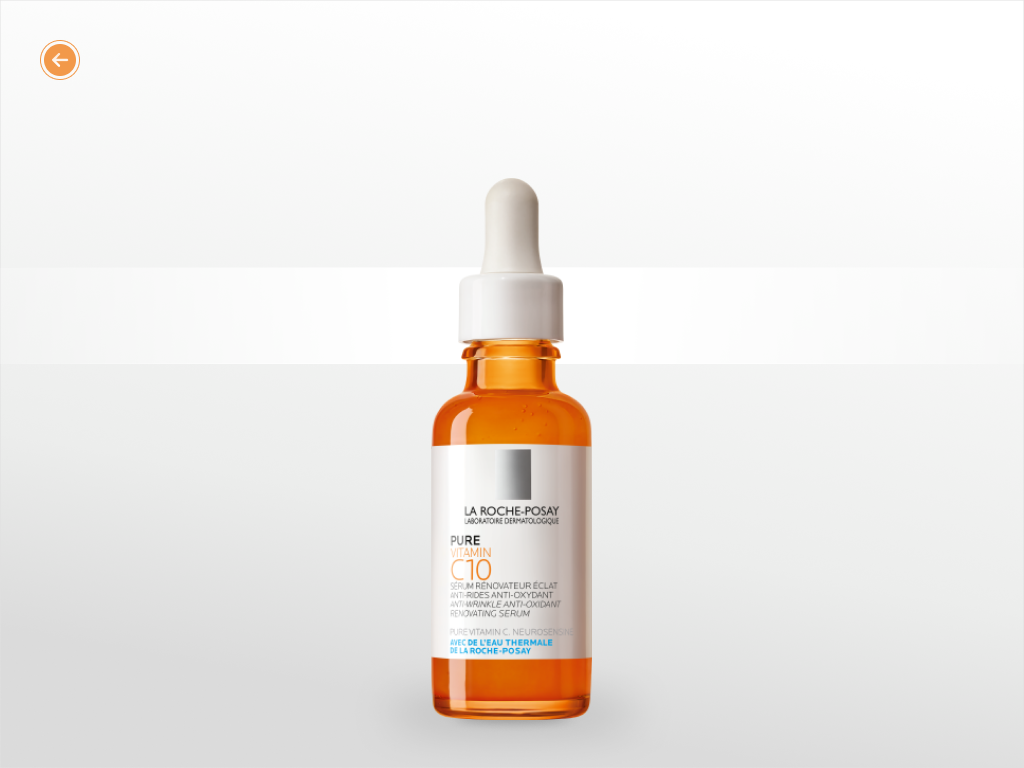 LA ROCHE-POSAY
LABORATOIRE DERMATOLOGIQUE
PURE
VITAMIN
C10
SÉRUM RÉNOVATEUR ÉCLAT
ANTI-RIDES ANTI-OXYDANT
ANTI-WRINKLE ANTI-OXIDANT
RENOVATING SERUM
PURE VITAMIN C. NEUROSENSINE
AVEC DE L'EAU THERMALE
DE LA ROCHE-POSAY